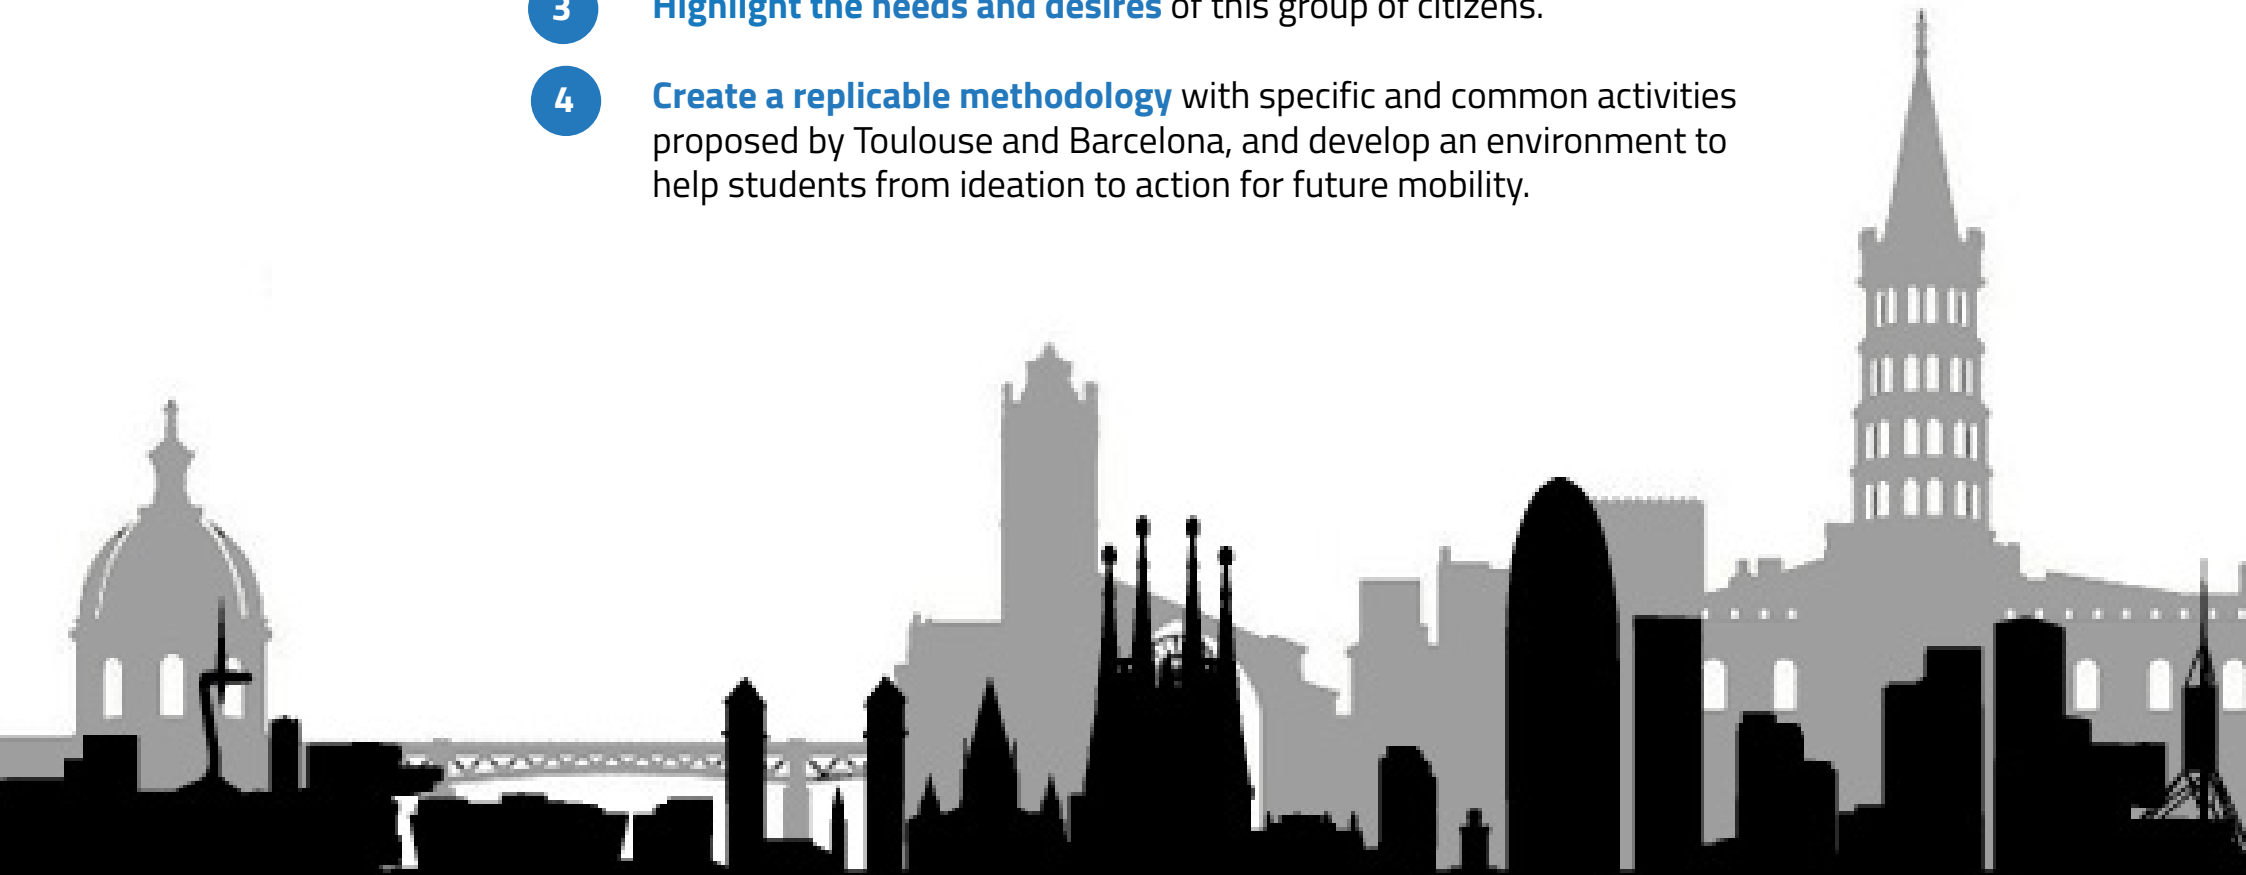 3 Highlight the needs and desires of this group of citizens.
4 Create a replicable methodology with specific and common activities
proposed by Toulouse and Barcelona, and develop an environment to
help students from ideation to action for future mobility.